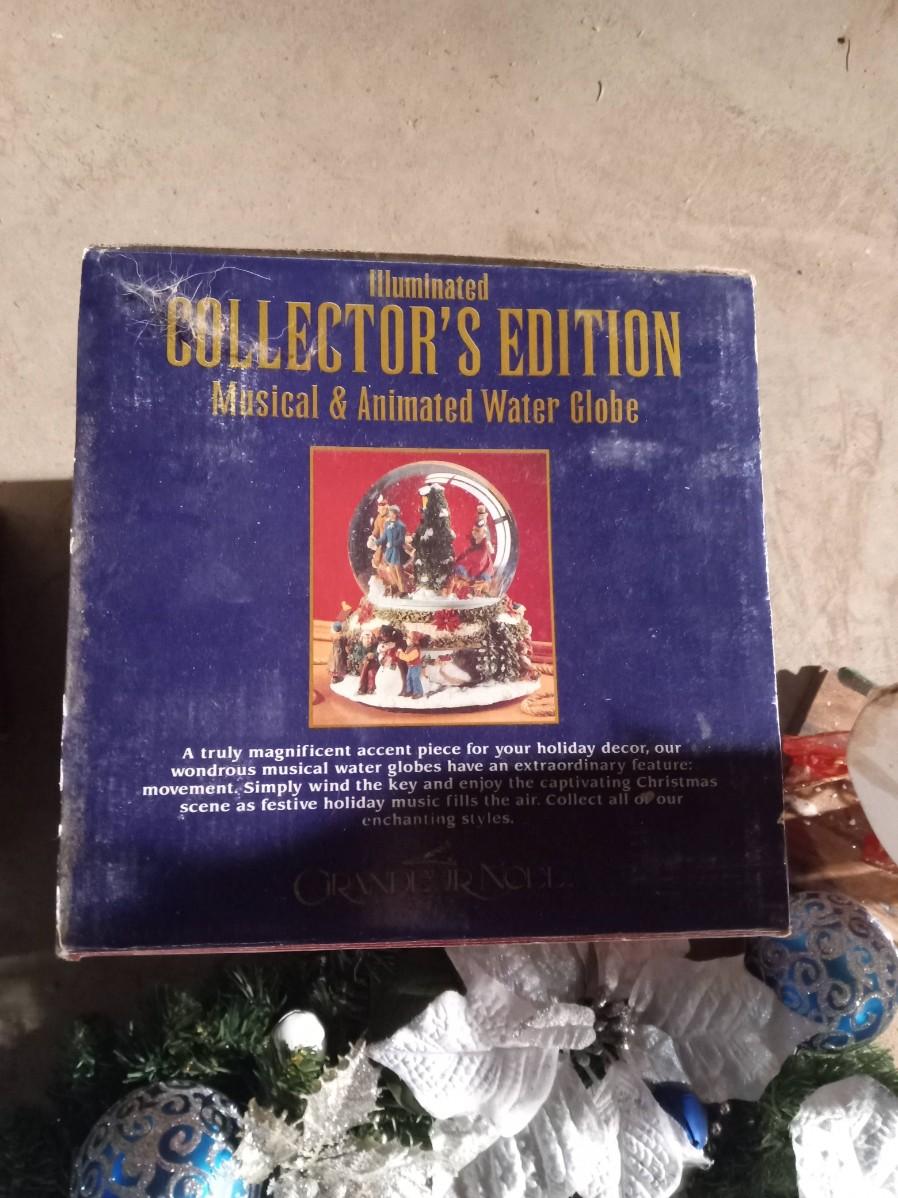 Illuminated
COLLECTOR'S EDITION
Musical & Animated Water Globe
A truly magnificent accent piece for your holiday decor, our
wondrous musical water globes have an extraordinary feature:
movement. Simply wind the key and enjoy the captivating Christmas
scene as festive holiday music fills the air. Collect all of our
enchanting styles.
GRANDEUR NOEL